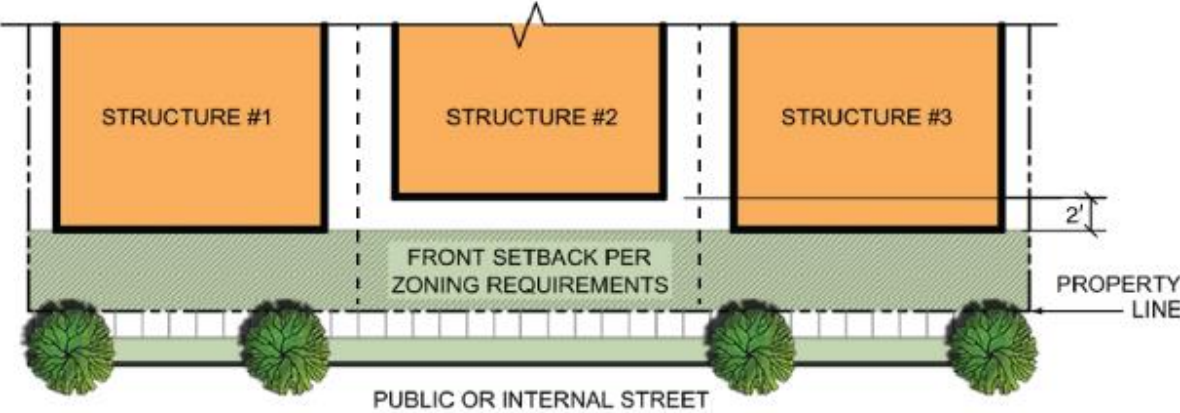 STRUCTURE #1
STRUCTURE #2
STRUCTURE #3
2'
FRONT SETBACK PER
ZONING REQUIREMENTS
PROPERTY
LINE
PUBLIC OR INTERNAL STREET